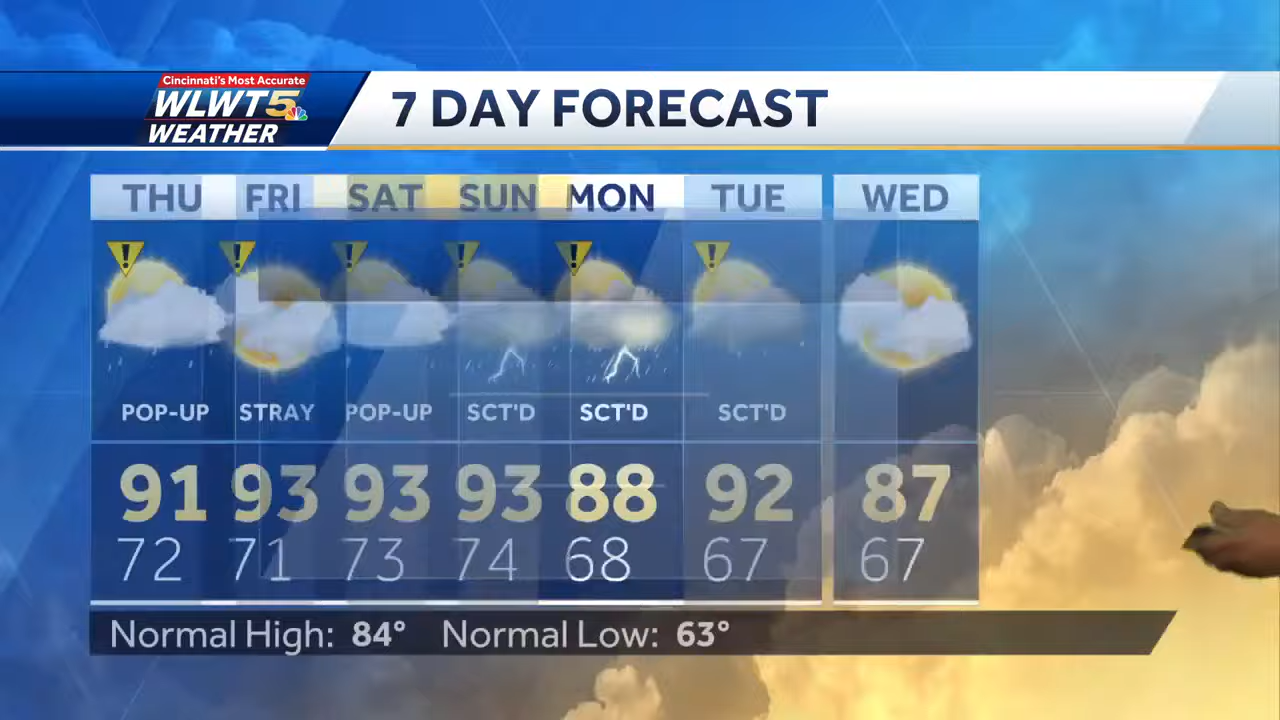 Cincinnati's Most Accurate
WLWT5
WEATHER
7 DAY FORECAST
THU FRI SAT SUN MON TUE WED
! ! ! ! ! !
POP-UP STRAY POP-UP SCT'D SCT'D SCT'D
91 93 93 93 88 92 87
72 71 73 74 68 67 67
Normal High: 84° Normal Low: 63°